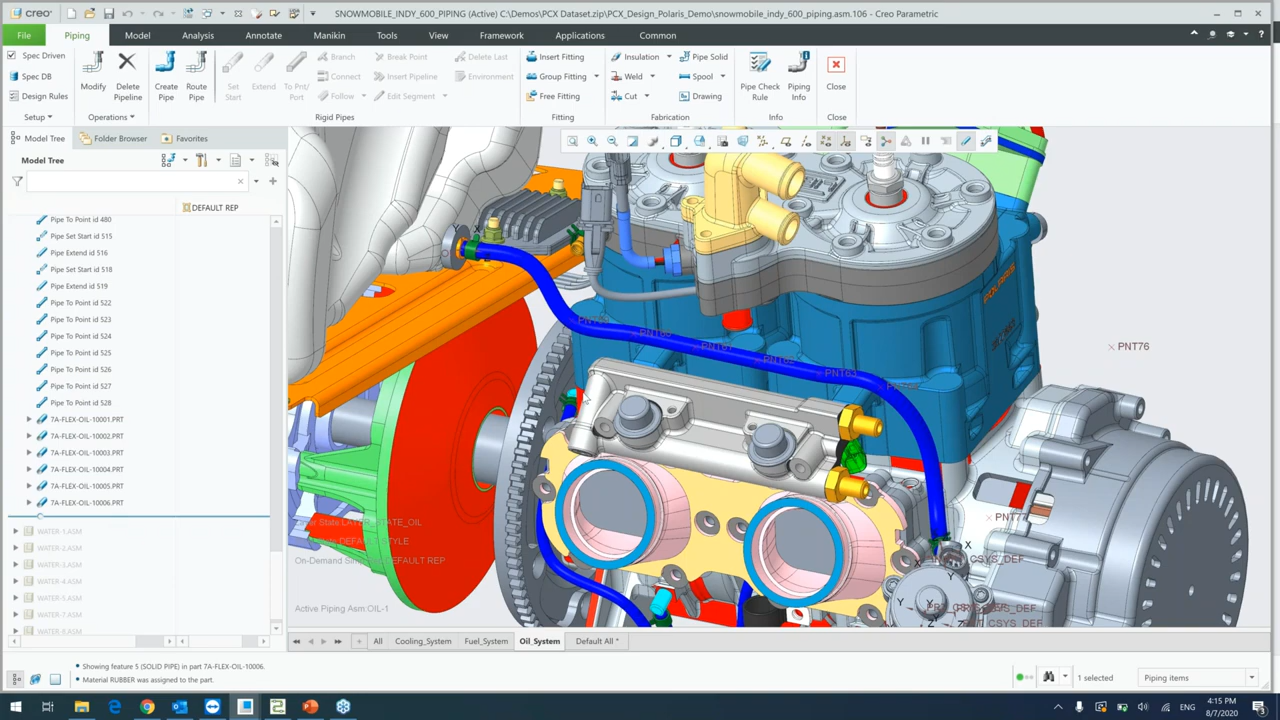 SNOWMOBILE_INDY_600_PIPING (Active) C:\Demos\PCX Dataset.zip\PCX_Design_Polaris_Demo\snowmobile_indy_600_piping.asm.106 - Creo Parametric
File Piping Model Analysis Annotate Manikin Tools View Framework Applications Common
Spec Driven
Spec DB
Design Rules
Setup
Modify
Delete Pipeline
Operations
Create Pipe
Route Pipe
Set Start
Extend
To Pnt/Port
Branch
Connect
Follow
Break Point
Insert Pipeline
Edit Segment
Delete Last
Environment
Rigid Pipes
Insert Fitting
Group Fitting
Free Fitting
Fitting
Insulation
Weld
Cut
Pipe Solid
Spool
Drawing
Fabrication
Pipe Check Rule
Piping Info
Info
Close
Close
Model Tree Folder Browser Favorites
Model Tree
DEFAULT REP
Pipe To Point id 480
Pipe Set Start id 515
Pipe Extend id 516
Pipe Set Start id 518
Pipe Extend id 519
Pipe To Point id 522
Pipe To Point id 523
Pipe To Point id 524
Pipe To Point id 525
Pipe To Point id 526
Pipe To Point id 527
Pipe To Point id 528
7A-FLEX-OIL-10001.PRT
7A-FLEX-OIL-10002.PRT
7A-FLEX-OIL-10003.PRT
7A-FLEX-OIL-10004.PRT
7A-FLEX-OIL-10005.PRT
7A-FLEX-OIL-10006.PRT
WATER-1.ASM
WATER-2.ASM
WATER-3.ASM
WATER-4.ASM
WATER-5.ASM
WATER-7.ASM
WATER-8.ASM
PNT63
PNT76
PNT77
LAYER_STATE_OIL
DEFAULT REP
Active Piping Asm:OIL-1
X
X
Y
Y
Y
Z
All Cooling_System Fuel_System Oil_System Default All *
Showing feature 5 (SOLID PIPE) in part 7A-FLEX-OIL-10006.
Material RUBBER was assigned to the part.
1 selected
Piping items
ENG
4:15 PM
8/7/2020
3